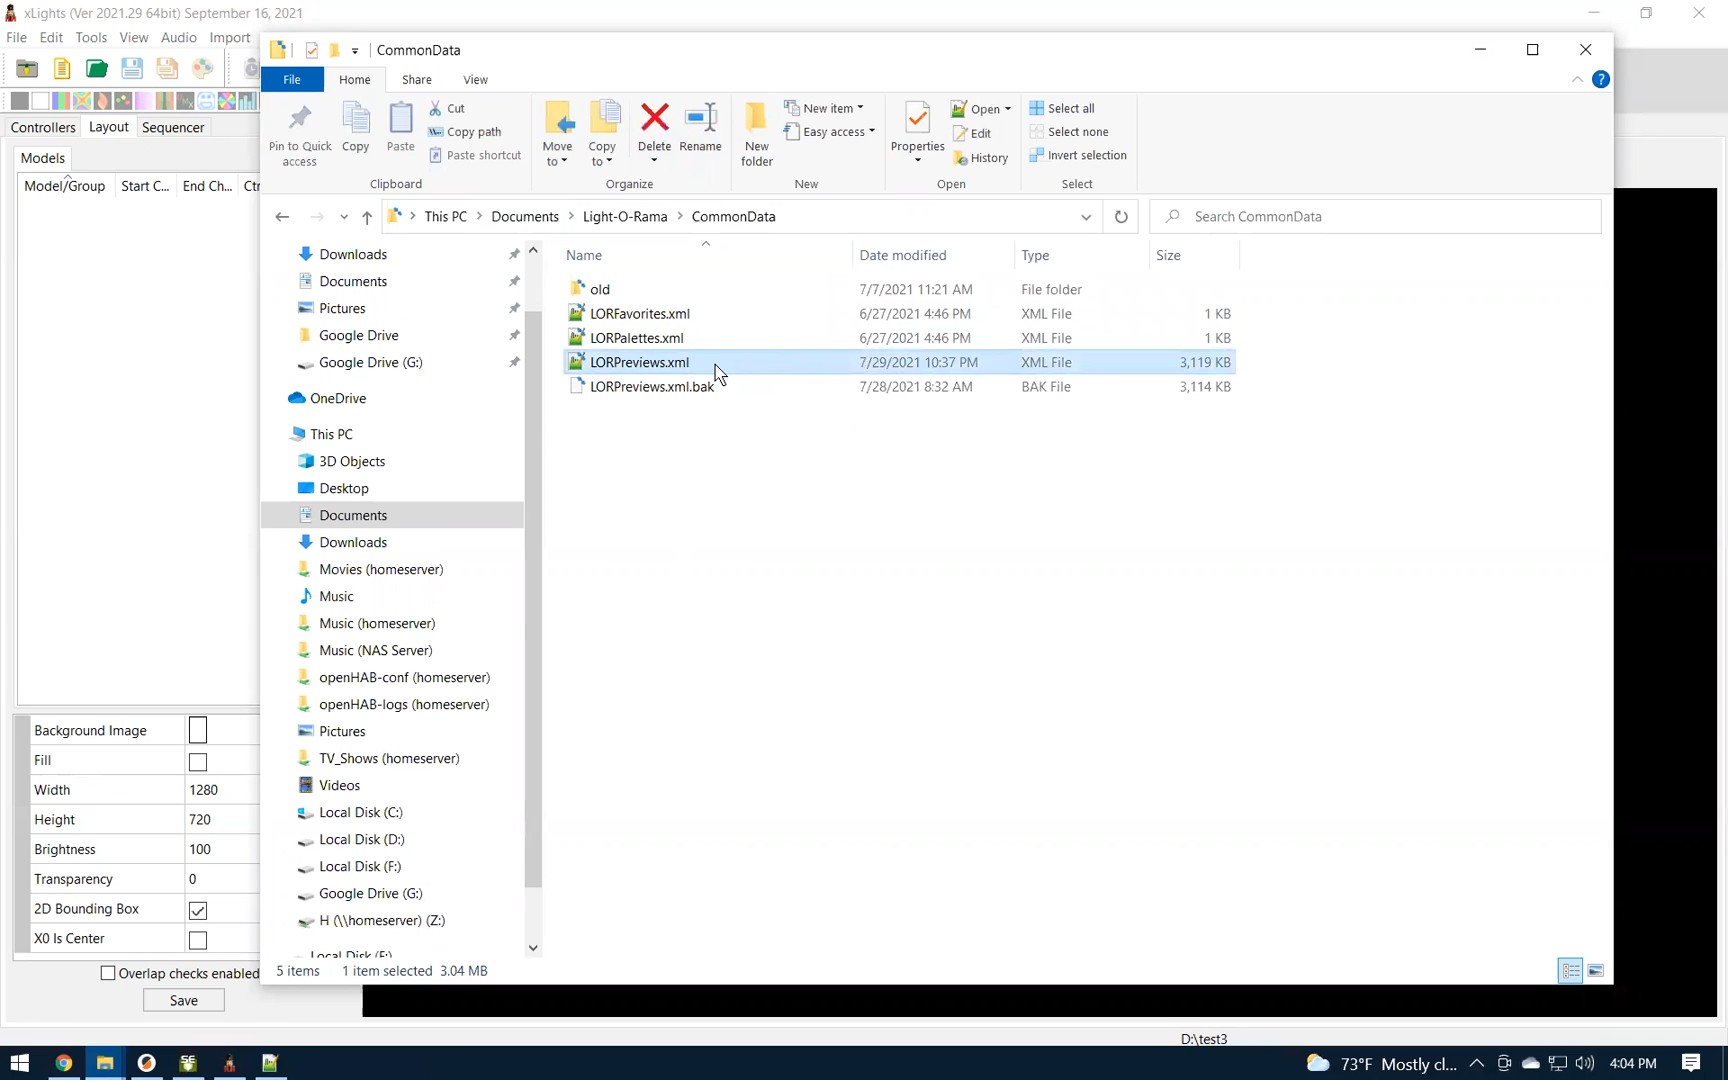 xLights (Ver 2021.29 64bit) September 16, 2021
File Edit Tools View Audio Import
CommonData
File Home Share View
Pin to Quick access
Copy
Paste
Cut
Copy path
Paste shortcut
Clipboard
Move to
Copy to
Delete
Rename
Organize
New folder
New item
Easy access
New
Properties
Open
Edit
History
Open
Select all
Select none
Invert selection
Select
Controllers Layout Sequencer
Models
Model/Group Start C... End Ch... Ctr
This PC > Documents > Light-O-Rama > CommonData
Search CommonData
Downloads
Documents
Pictures
Google Drive
Google Drive (G:)
OneDrive
This PC
3D Objects
Desktop
Documents
Downloads
Movies (homeserver)
Music
Music (homeserver)
Music (NAS Server)
openHAB-conf (homeserver)
openHAB-logs (homeserver)
Pictures
TV_Shows (homeserver)
Videos
Local Disk (C:)
Local Disk (D:)
Local Disk (F:)
Google Drive (G:)
H (\\homeserver) (Z:)
Name Date modified Type Size
old 7/7/2021 11:21 AM File folder
LORFavorites.xml 6/27/2021 4:46 PM XML File 1 KB
LORPalettes.xml 6/27/2021 4:46 PM XML File 1 KB
LORPreviews.xml 7/29/2021 10:37 PM XML File 3,119 KB
LORPreviews.xml.bak 7/28/2021 8:32 AM BAK File 3,114 KB
5 items 1 item selected 3.04 MB
Background Image
Fill
Width 1280
Height 720
Brightness 100
Transparency 0
2D Bounding Box
X0 Is Center
Overlap checks enabled
Save
D:\test3
73°F Mostly cl... 4:04 PM